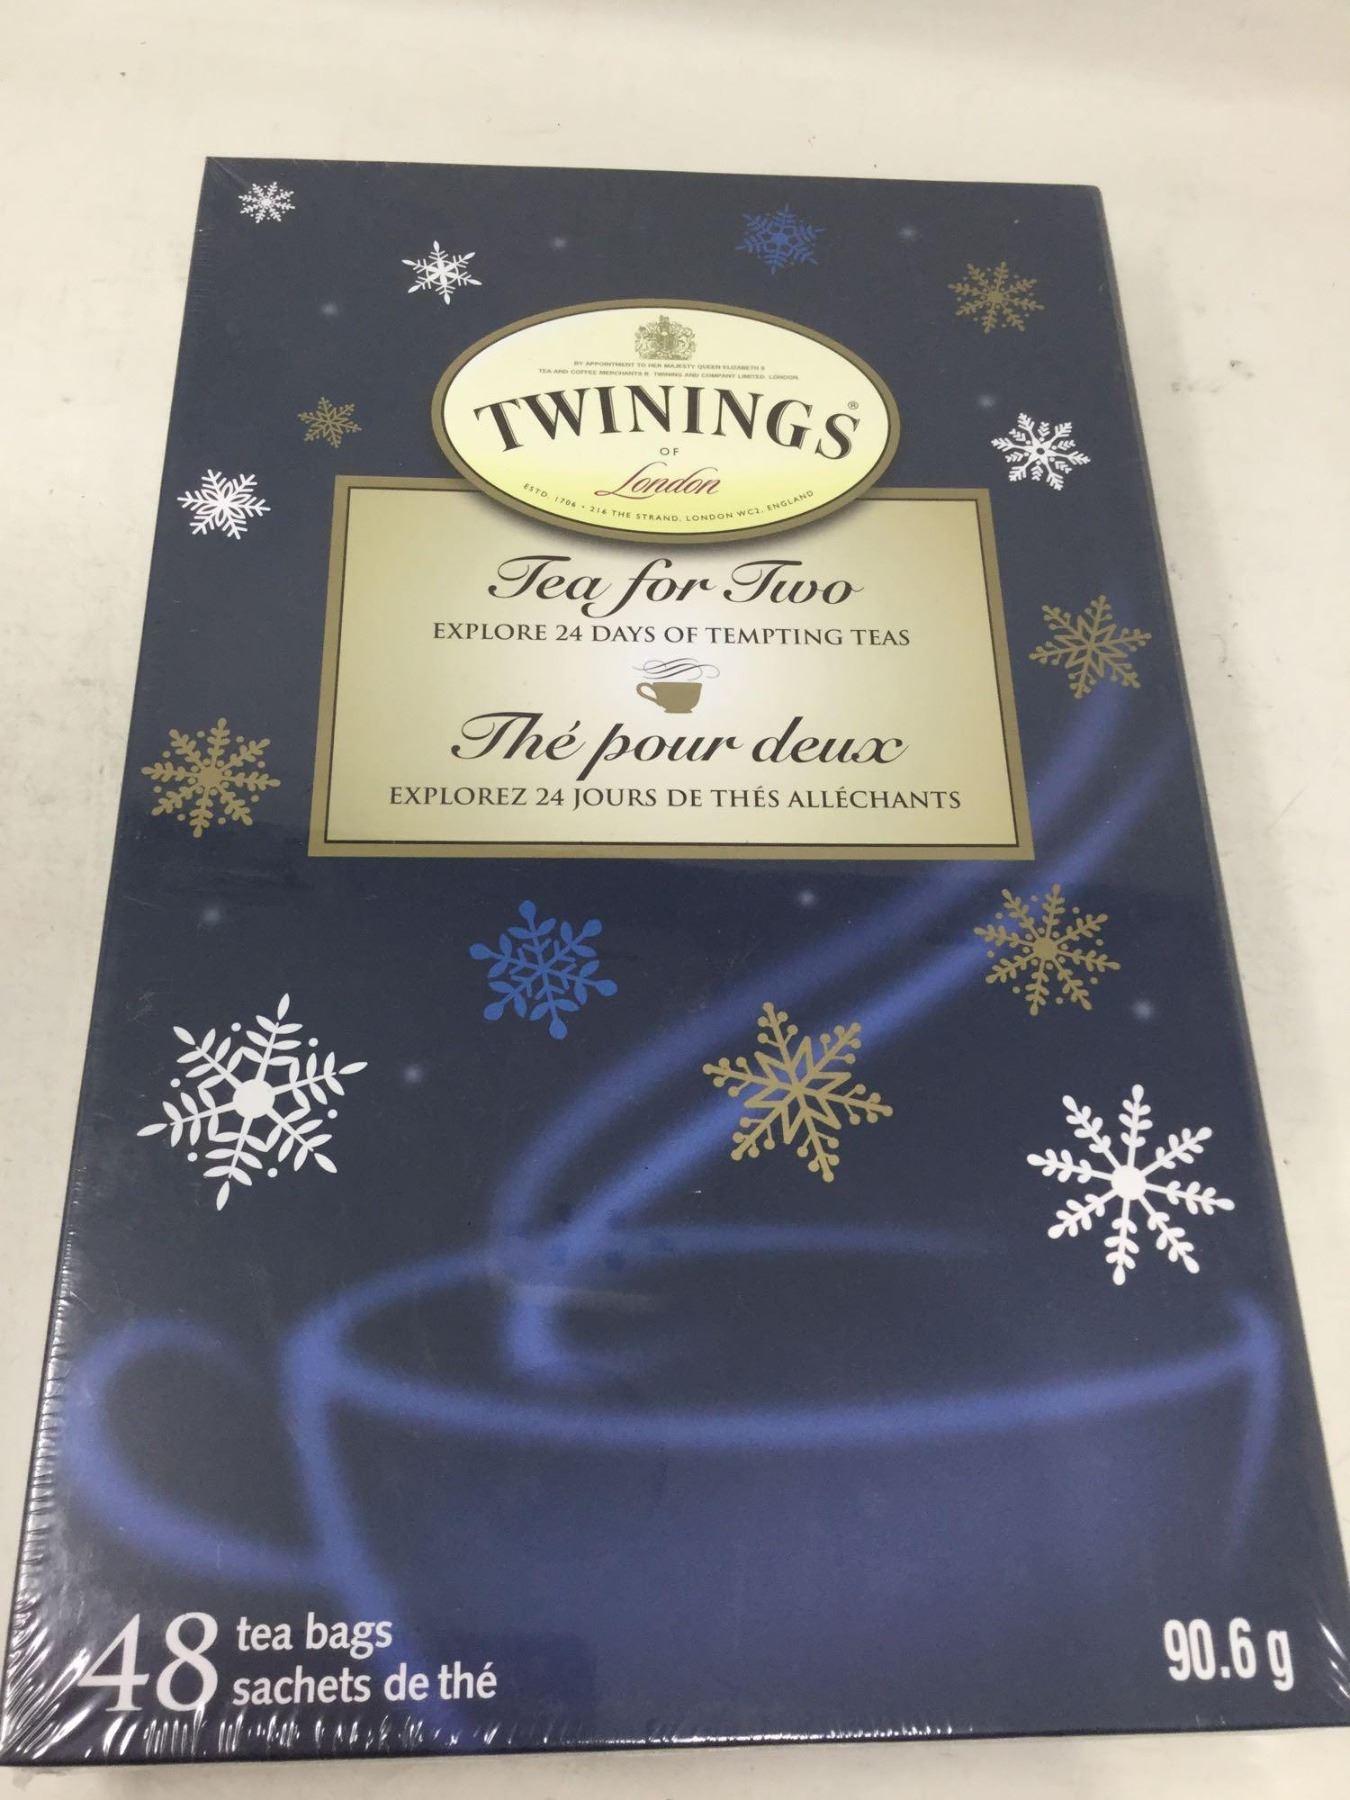 BY APPOINTMENT TO HER MAJESTY QUEEN ELIZABETH II
TEA AND COFFEE MERCHANTS R. TWINING AND COMPANY LIMITED. LONDON
TWININGS®
OF
London
ESTD. 1706 • 216 THE STRAND, LONDON WC2, ENGLAND
Tea for Two
EXPLORE 24 DAYS OF TEMPTING TEAS
Thé pour deux
EXPLOREZ 24 JOURS DE THÉS ALLÉCHANTS
48 tea bags
sachets de thé
90.6 g